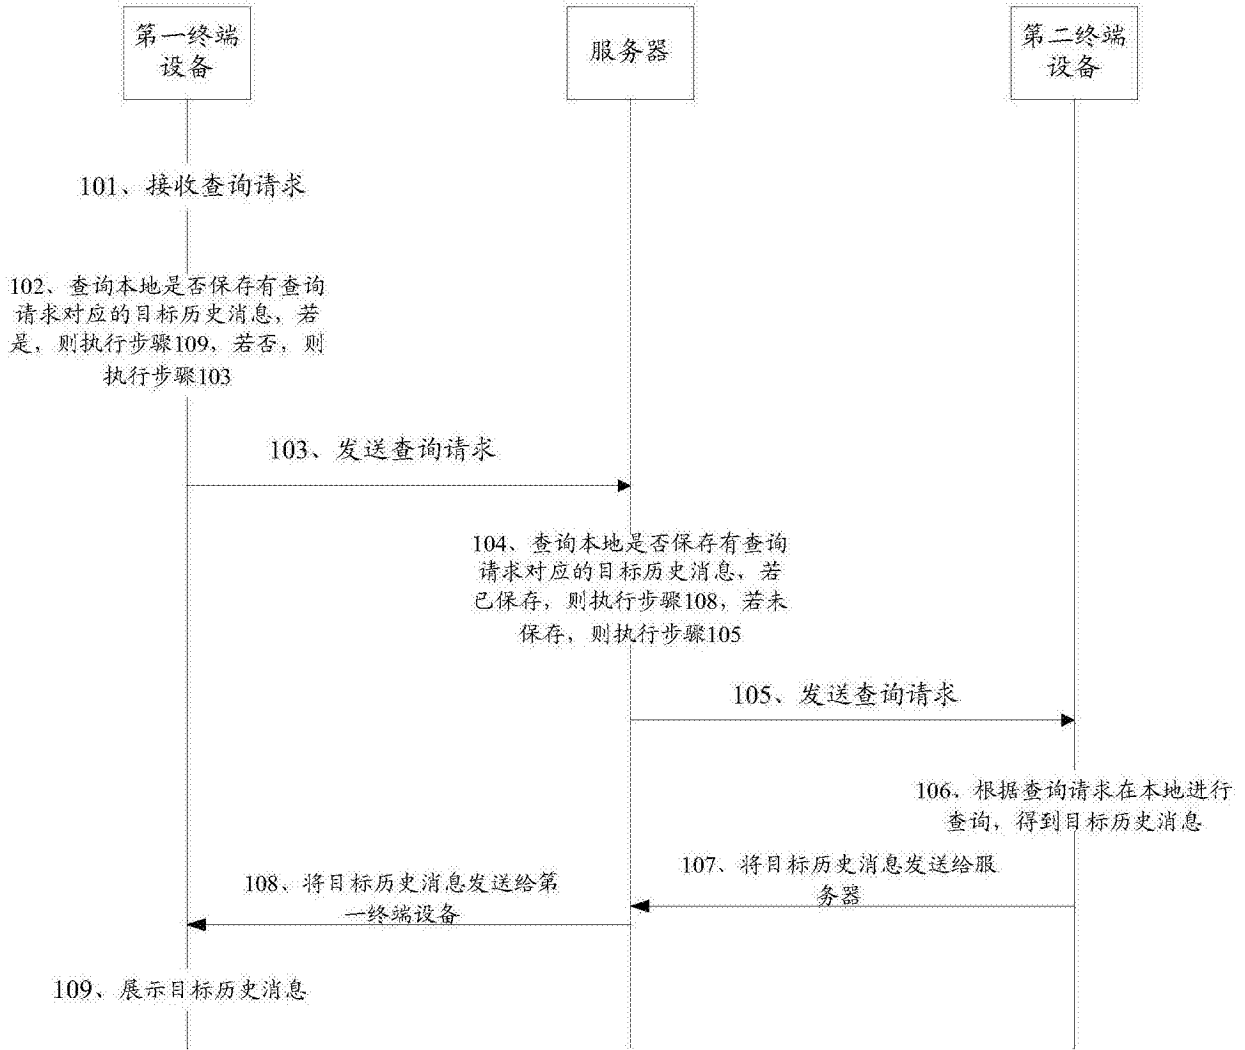 第一终端
设备
服务器
第二终端
设备
101、接收查询请求
102、查询本地是否保存有查询
请求对应的目标历史消息，若
是，则执行步骤109，若否，则
执行步骤103
103、发送查询请求
104、查询本地是否保存有查询
请求对应的目标历史消息，若
已保存，则执行步骤108，若未
保存，则执行步骤105
105、发送查询请求
106、根据查询请求在本地进行
查询，得到目标历史消息
107、将目标历史消息发送给服
务器
108、将目标历史消息发送给第
一终端设备
109、展示目标历史消息